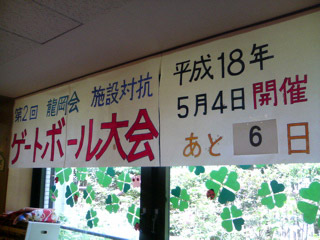 第2回 龍岡会 施設対抗
ゲートボール大会
平成18年
5月4日開催
あと 6 日